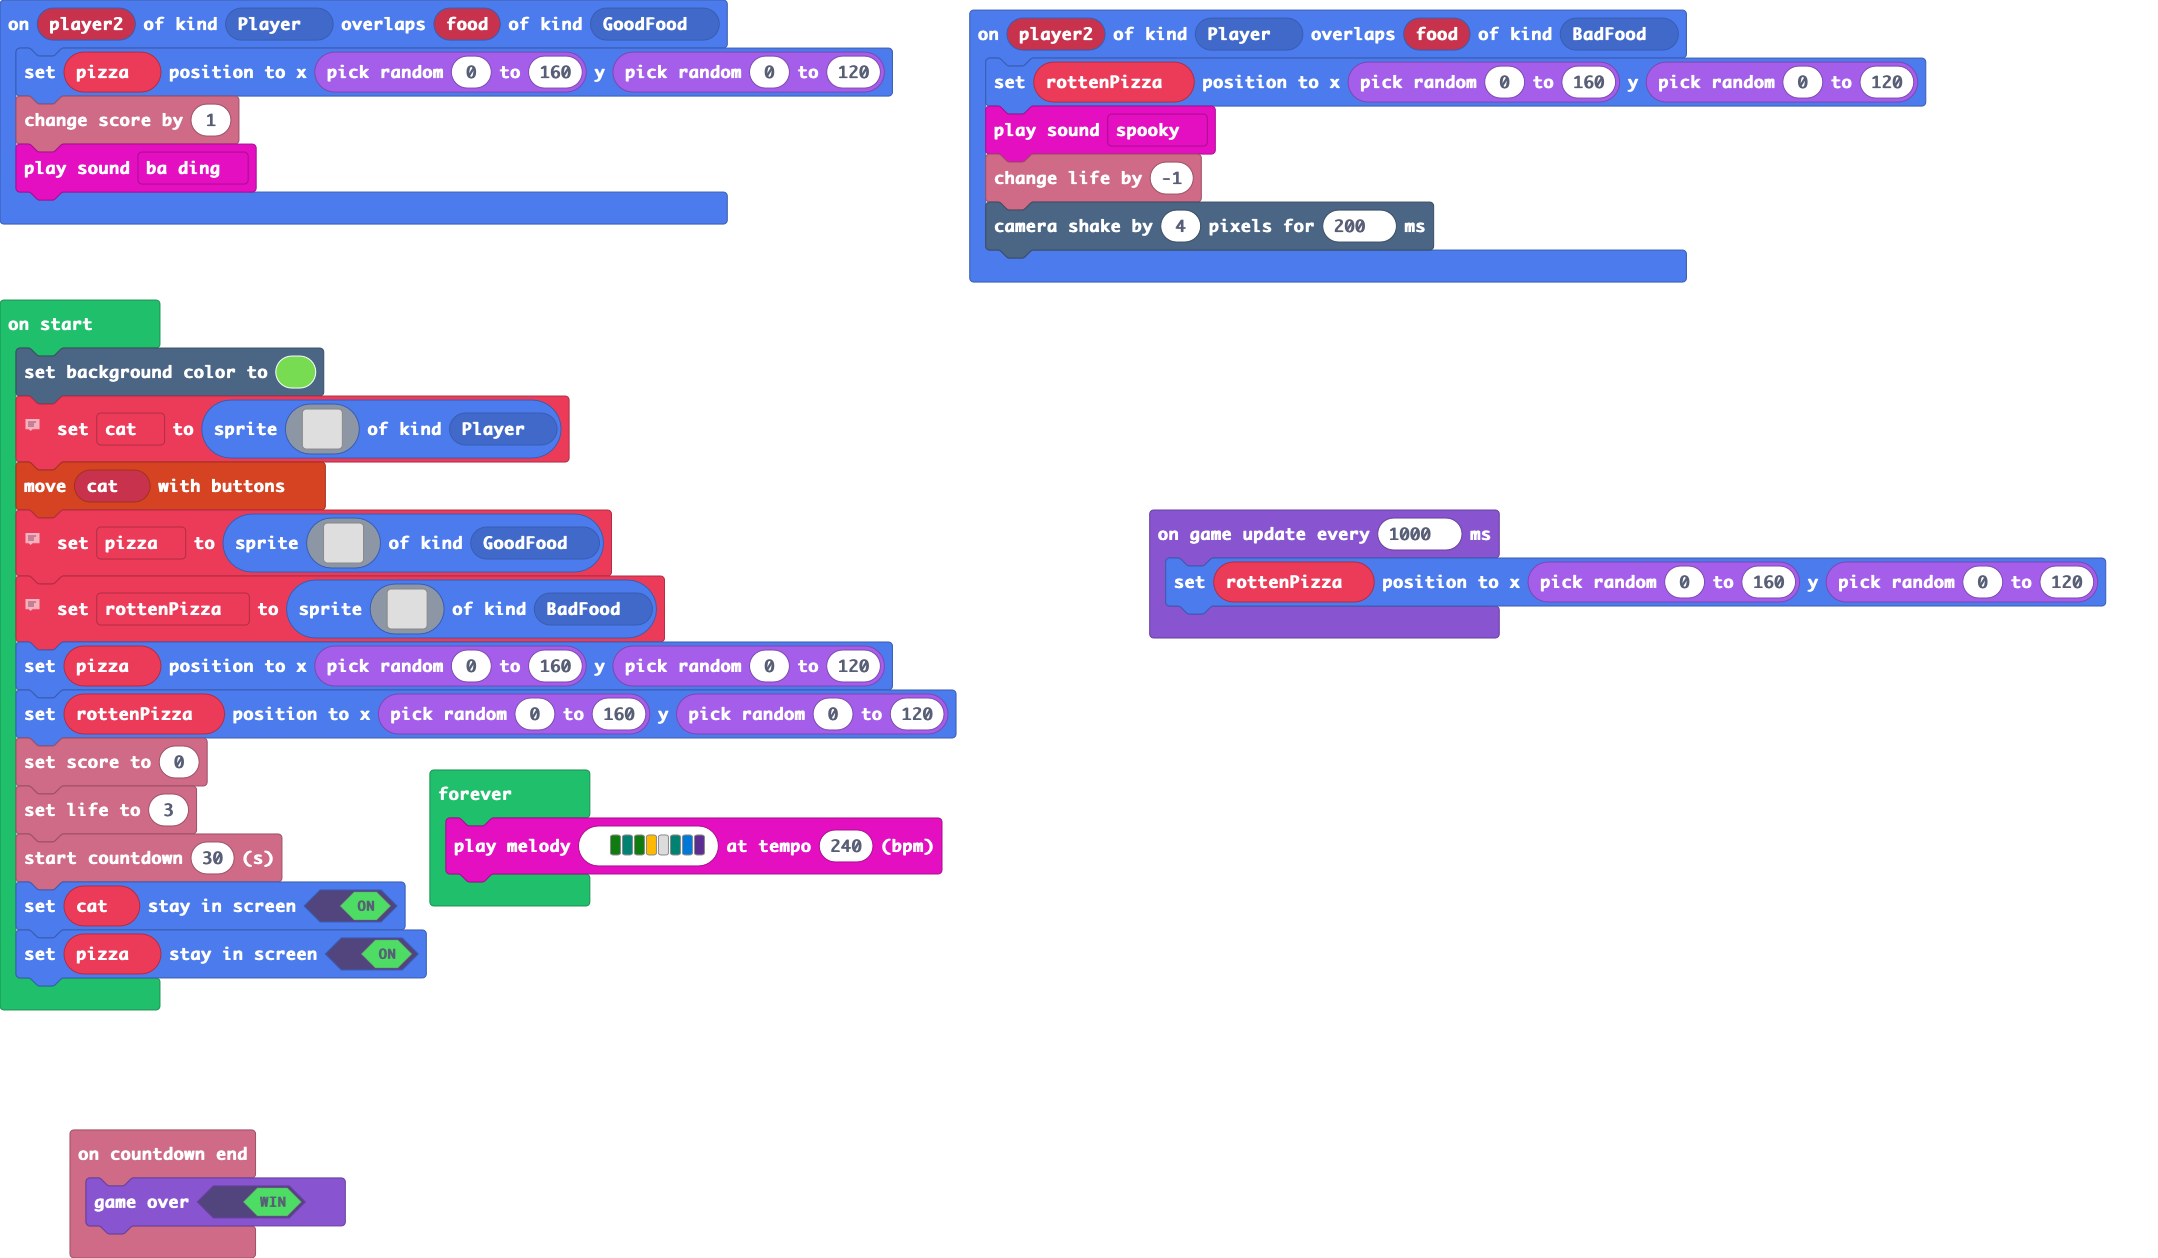 on player2 of kind Player overlaps food of kind GoodFood
set pizza position to x pick random 0 to 160 y pick random 0 to 120
change score by 1
play sound ba ding
on player2 of kind Player overlaps food of kind BadFood
set rottenPizza position to x pick random 0 to 160 y pick random 0 to 120
play sound spooky
change life by -1
camera shake by 4 pixels for 200 ms
on start
set background color to
set cat to sprite of kind Player
move cat with buttons
set pizza to sprite of kind GoodFood
set rottenPizza to sprite of kind BadFood
set pizza position to x pick random 0 to 160 y pick random 0 to 120
set rottenPizza position to x pick random 0 to 160 y pick random 0 to 120
set score to 0
set life to 3
start countdown 30 (s)
set cat stay in screen ON
set pizza stay in screen ON
forever
play melody at tempo 240 (bpm)
on game update every 1000 ms
set rottenPizza position to x pick random 0 to 160 y pick random 0 to 120
on countdown end
game over WIN